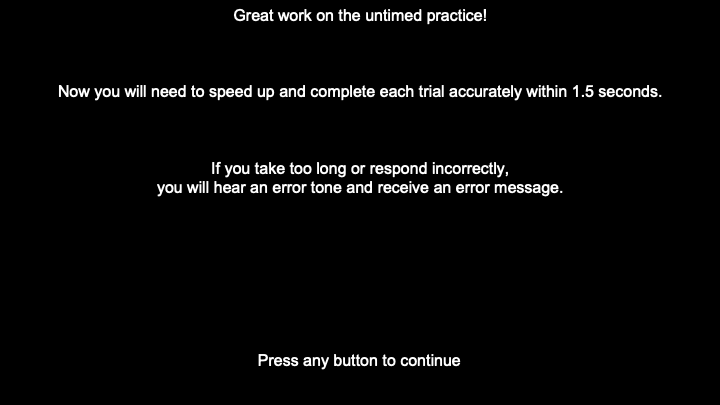 Great work on the untimed practice!
Now you will need to speed up and complete each trial accurately within 1.5 seconds.
If you take too long or respond incorrectly,
you will hear an error tone and receive an error message.
Press any button to continue